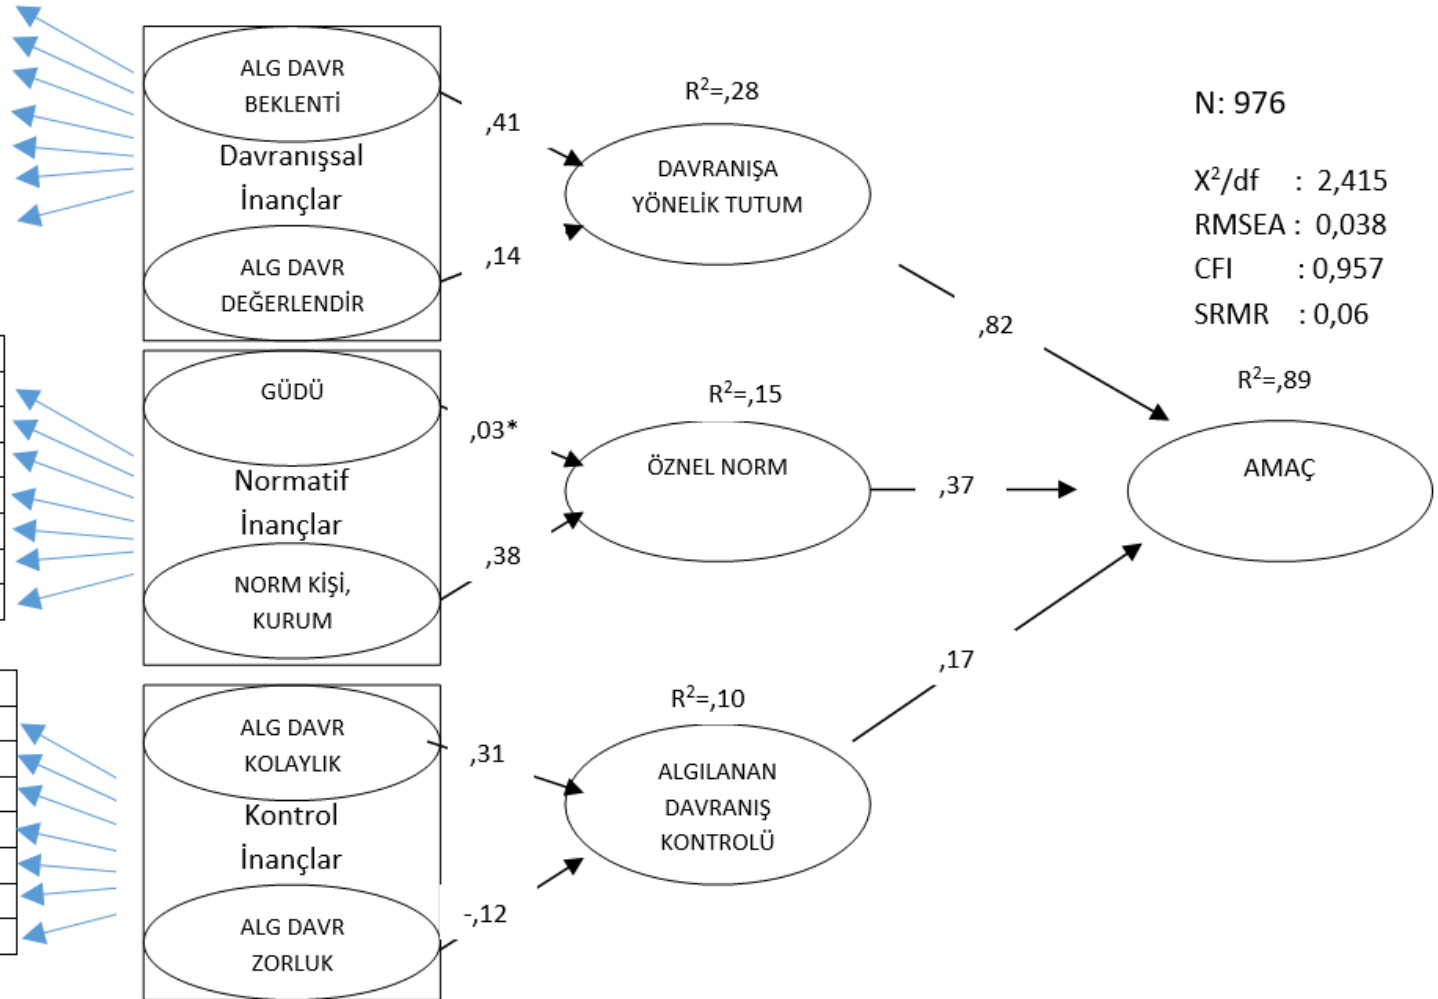 ALG DAVR
BEKLENTİ
Davranışsal
İnançlar
ALG DAVR
DEĞERLENDİR
,41
,14
R²=,28
DAVRANIŞA
YÖNELİK TUTUM
,82
N: 976
X²/df : 2,415
RMSEA : 0,038
CFI : 0,957
SRMR : 0,06
GÜDÜ
Normatif
İnançlar
NORM KİŞİ,
KURUM
,03*
,38
R²=,15
ÖZNEL NORM
,37
R²=,89
AMAÇ
ALG DAVR
KOLAYLIK
Kontrol
İnançlar
ALG DAVR
ZORLUK
,31
-,12
R²=,10
ALGILANAN
DAVRANIŞ
KONTROLÜ
,17